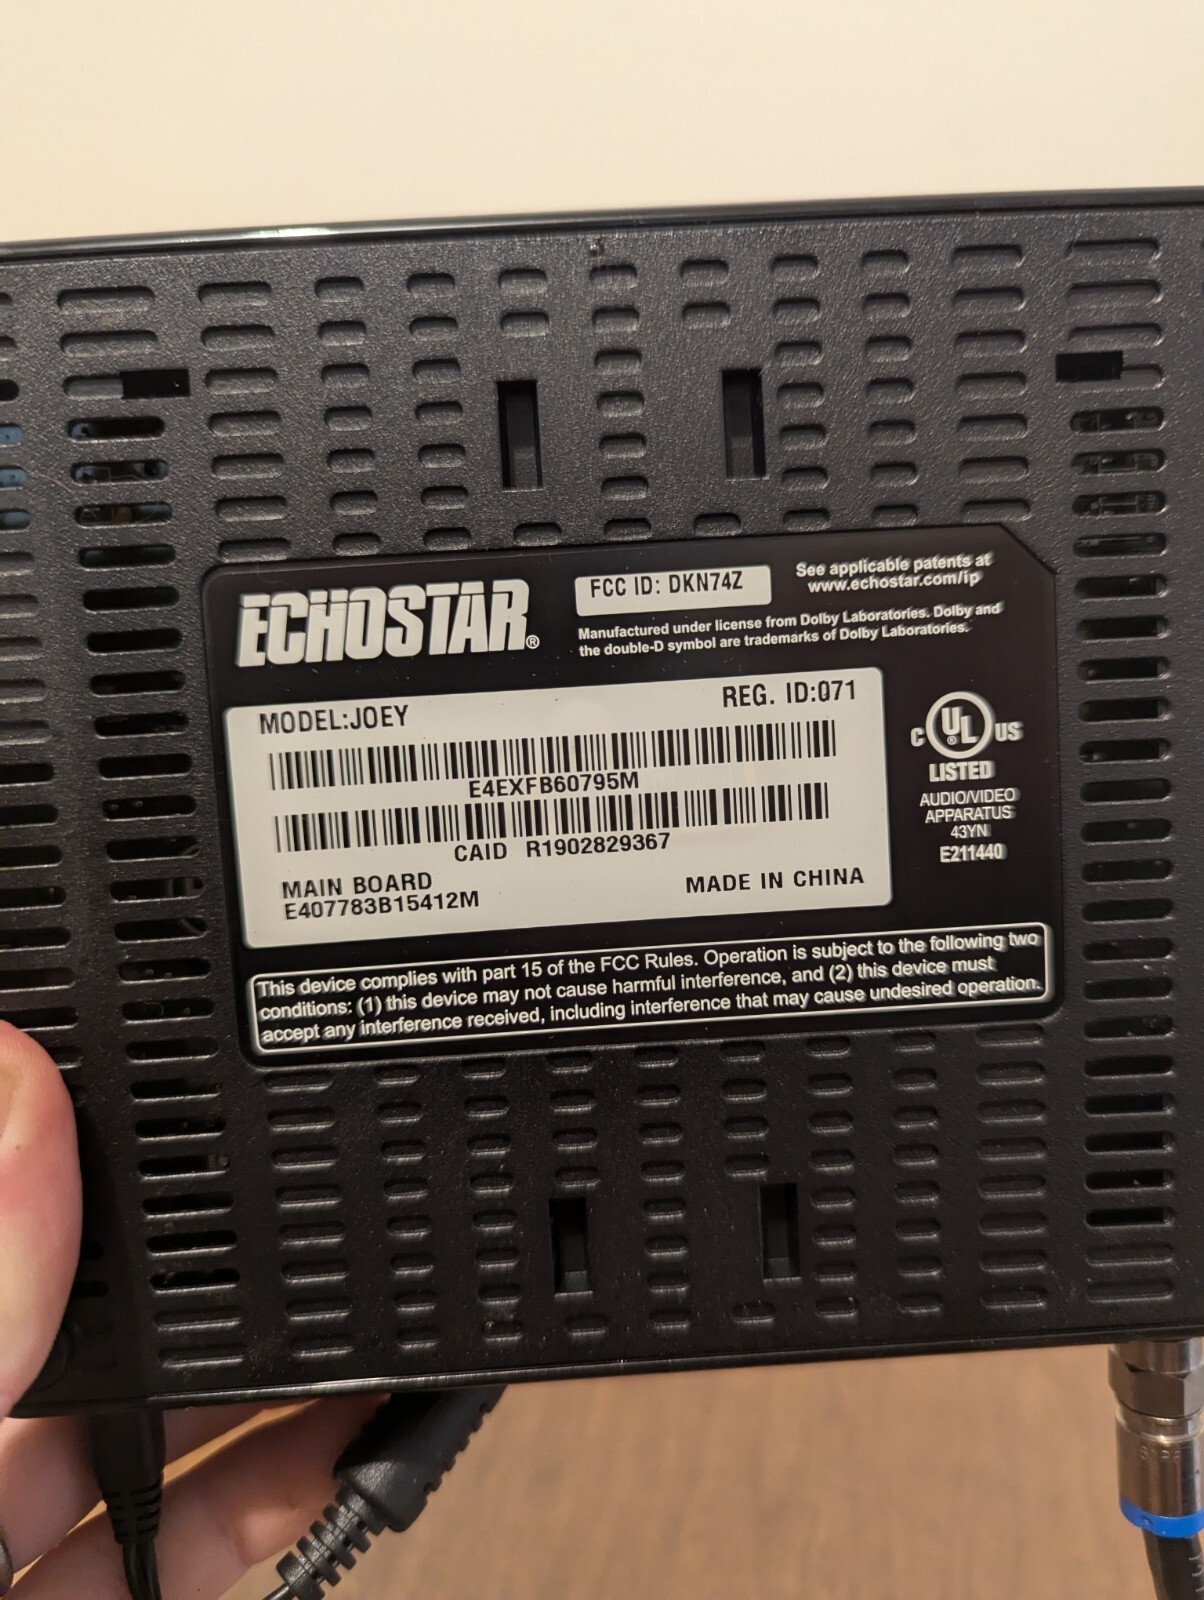 ECHOSTAR®
FCC ID: DKN74Z
See applicable patents at
www.echostar.com/ip
Manufactured under license from Dolby Laboratories. Dolby and
the double-D symbol are trademarks of Dolby Laboratories.
MODEL:JOEY
REG. ID:071
E4EXFB60795M
CAID R1902829367
MAIN BOARD
E407783B15412M
MADE IN CHINA
C UL® US
LISTED
AUDIO/VIDEO
APPARATUS
43YN
E211440
This device complies with part 15 of the FCC Rules. Operation is subject to the following two
conditions: (1) this device may not cause harmful interference, and (2) this device must
accept any interference received, including interference that may cause undesired operation.